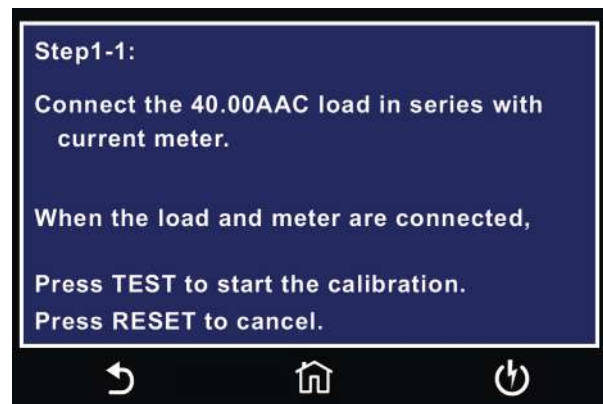 Step1-1:
Connect the 40.00AAC load in series with
current meter.
When the load and meter are connected,
Press TEST to start the calibration.
Press RESET to cancel.